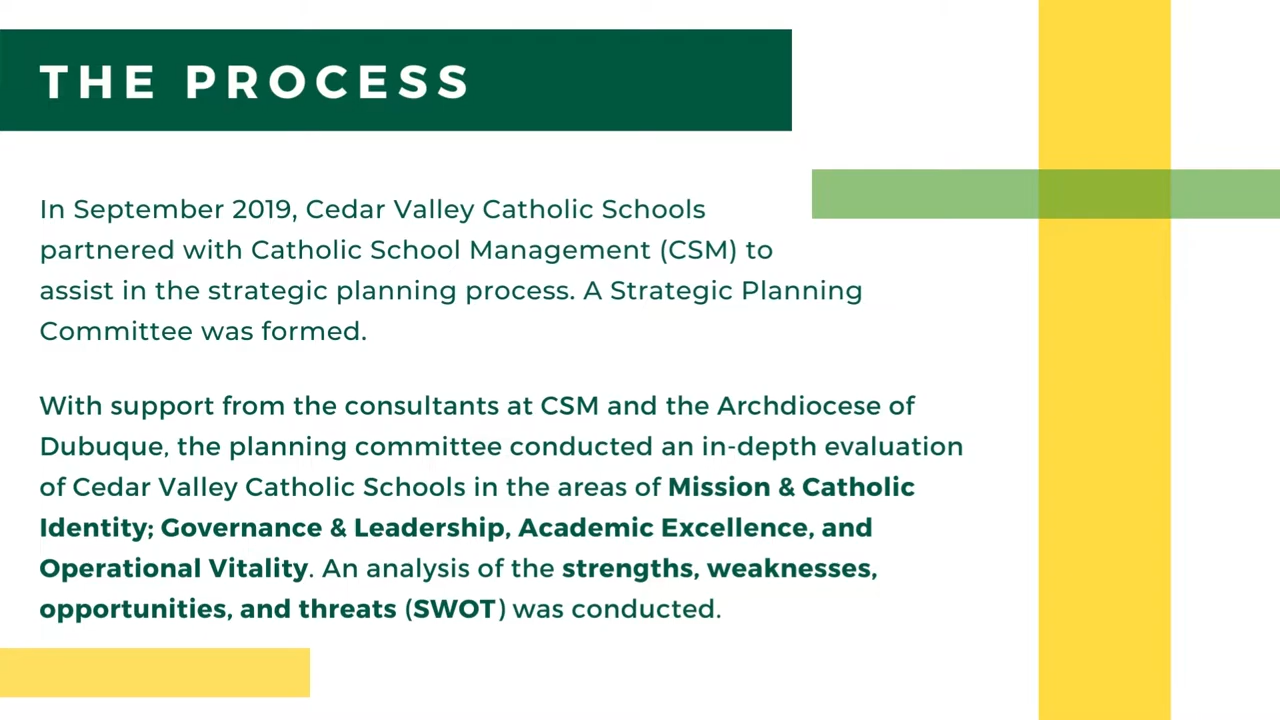 THE PROCESS
In September 2019, Cedar Valley Catholic Schools
partnered with Catholic School Management (CSM) to
assist in the strategic planning process. A Strategic Planning
Committee was formed.
With support from the consultants at CSM and the Archdiocese of
Dubuque, the planning committee conducted an in-depth evaluation
of Cedar Valley Catholic Schools in the areas of Mission & Catholic
Identity; Governance & Leadership, Academic Excellence, and
Operational Vitality. An analysis of the strengths, weaknesses,
opportunities, and threats (SWOT) was conducted.